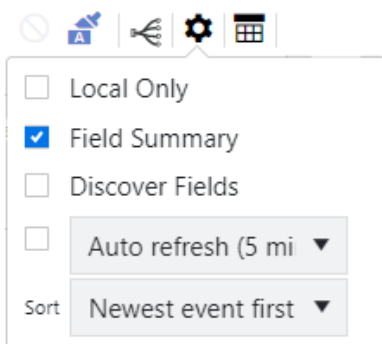 A
Local Only
Field Summary
Discover Fields
Auto refresh (5 mi
Sort Newest event first